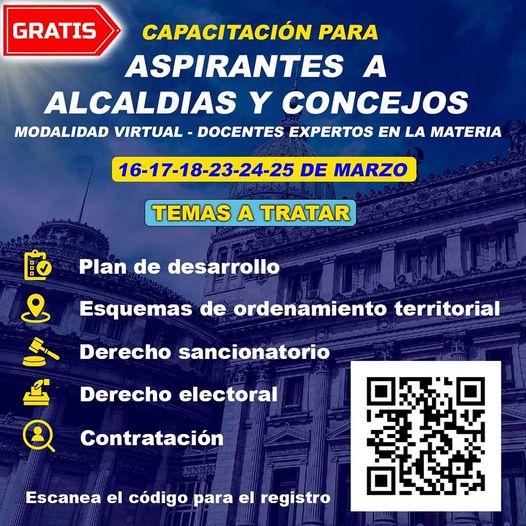 GRATIS
CAPACITACIÓN PARA
ASPIRANTES A
ALCALDIAS Y CONCEJOS
MODALIDAD VIRTUAL - DOCENTES EXPERTOS EN LA MATERIA
16-17-18-23-24-25 DE MARZO
TEMAS A TRATAR
Plan de desarrollo
Esquemas de ordenamiento territorial
Derecho sancionatorio
Derecho electoral
Contratación
Escanea el código para el registro